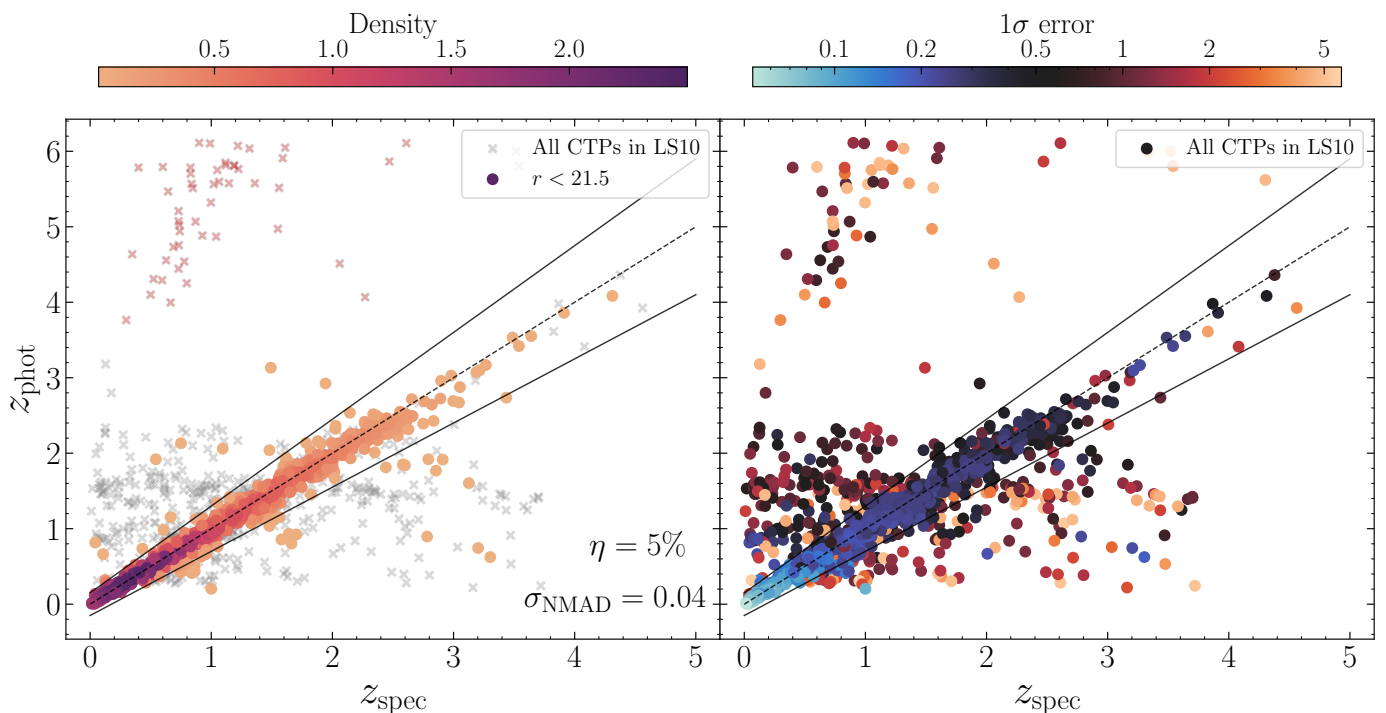 Density
0.5 1.0 1.5 2.0
1σ error
0.1 0.2 0.5 1 2 5
All CTPs in LS10
r < 21.5
All CTPs in LS10
z_phot
6
5
4
3
2
1
0
η = 5%
σ_NMAD = 0.04
0 1 2 3 4 5
0 1 2 3 4 5
z_spec
z_spec